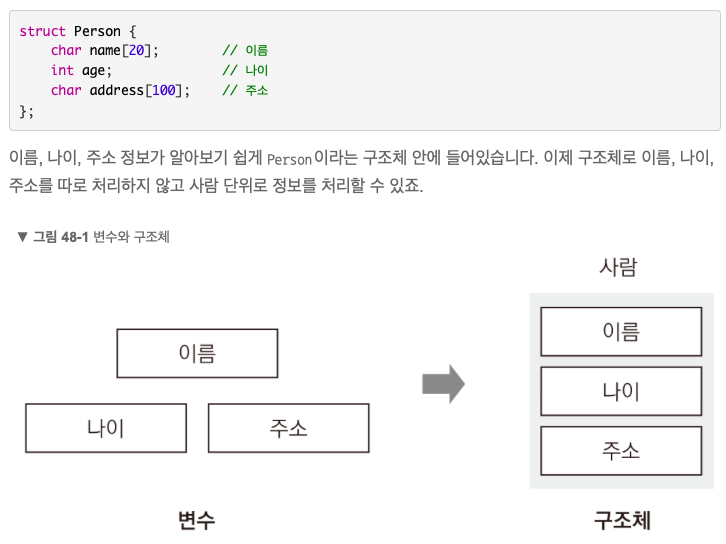 struct Person {
    char name[20];        // 이름
    int age;              // 나이
    char address[100];    // 주소
};
이름, 나이, 주소 정보가 알아보기 쉽게 Person이라는 구조체 안에 들어있습니다. 이제 구조체로 이름, 나이,
주소를 따로 처리하지 않고 사람 단위로 정보를 처리할 수 있죠.
▼ 그림 48-1 변수와 구조체
사람
이름
나이
주소
변수
이름
나이
주소
구조체